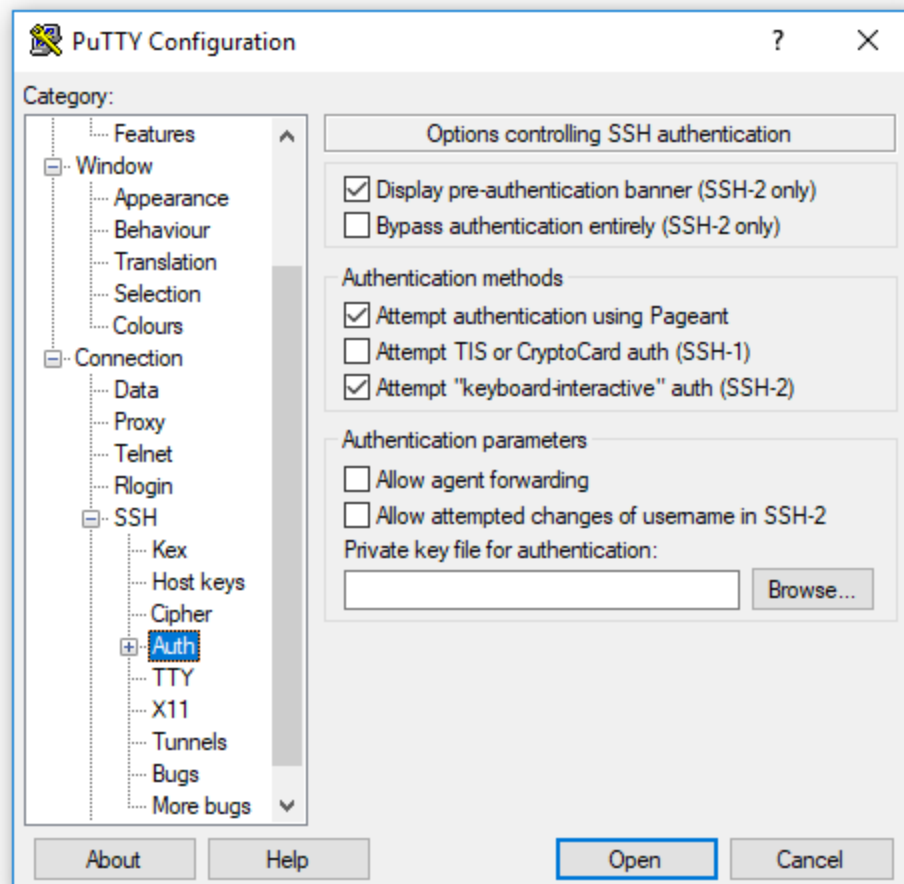 PuTTY Configuration
?
Category:
Features
Window
Appearance
Behaviour
Translation
Selection
Colours
Connection
Data
Proxy
Telnet
Rlogin
SSH
Kex
Host keys
Cipher
Auth
TTY
X11
Tunnels
Bugs
More bugs
Options controlling SSH authentication
Display pre-authentication banner (SSH-2 only)
Bypass authentication entirely (SSH-2 only)
Authentication methods
Attempt authentication using Pageant
Attempt TIS or CryptoCard auth (SSH-1)
Attempt "keyboard-interactive" auth (SSH-2)
Authentication parameters
Allow agent forwarding
Allow attempted changes of username in SSH-2
Private key file for authentication:
Browse...
About
Help
Open
Cancel